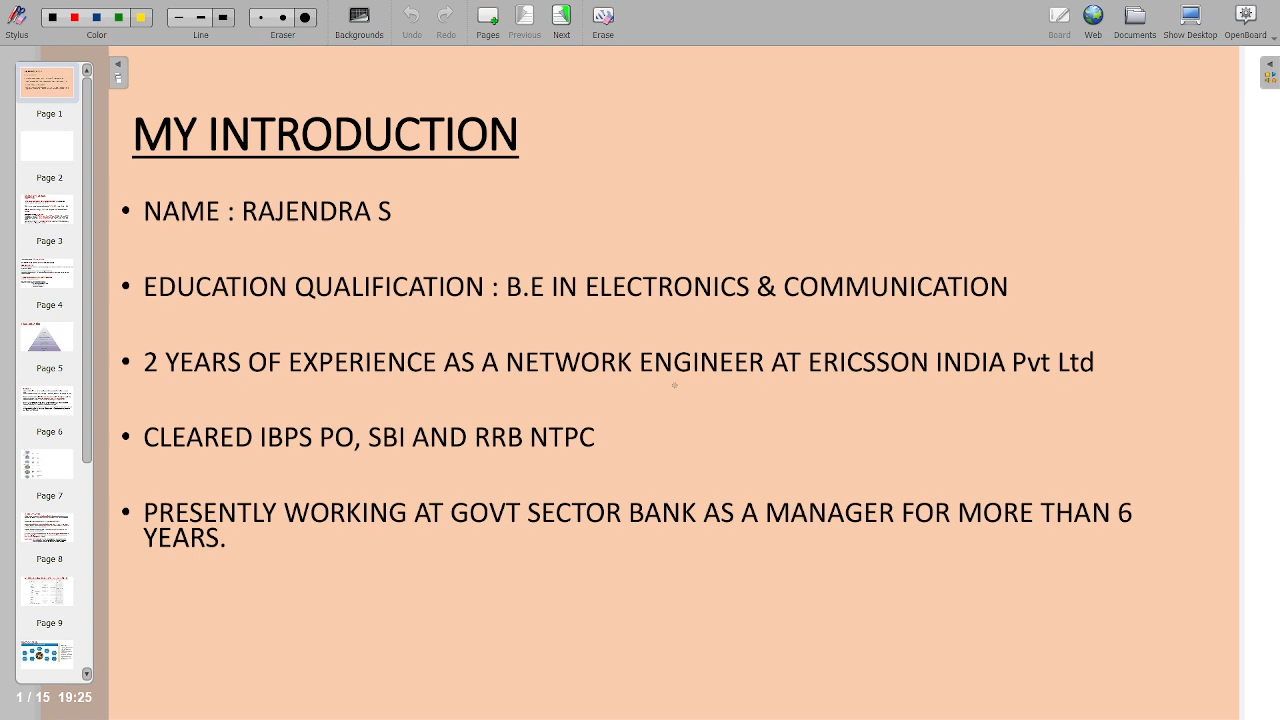 Stylus
Color
Line
Eraser
Backgrounds
Undo
Redo
Pages
Previous
Next
Erase
Board
Web
Documents
Show Desktop
OpenBoard
Page 1
Page 2
Page 3
Page 4
Page 5
Page 6
Page 7
Page 8
Page 9
1 / 15 19:25
MY INTRODUCTION
• NAME : RAJENDRA S
• EDUCATION QUALIFICATION : B.E IN ELECTRONICS & COMMUNICATION
• 2 YEARS OF EXPERIENCE AS A NETWORK ENGINEER AT ERICSSON INDIA Pvt Ltd
• CLEARED IBPS PO, SBI AND RRB NTPC
• PRESENTLY WORKING AT GOVT SECTOR BANK AS A MANAGER FOR MORE THAN 6
YEARS.